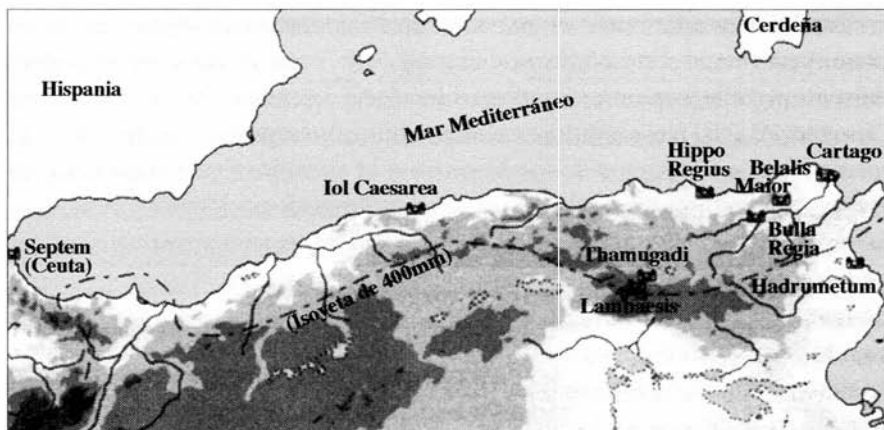 Cerdeña
Hispania
Mar Mediterráneo
Hippo
Regius
Belalis
Maior
Cartago
Iol Caesarea
Septem
(Ceuta)
(Isoyeta de 400mm)
Thamugadi
Bulla
Regia
Lambaesis
Hadrumetum